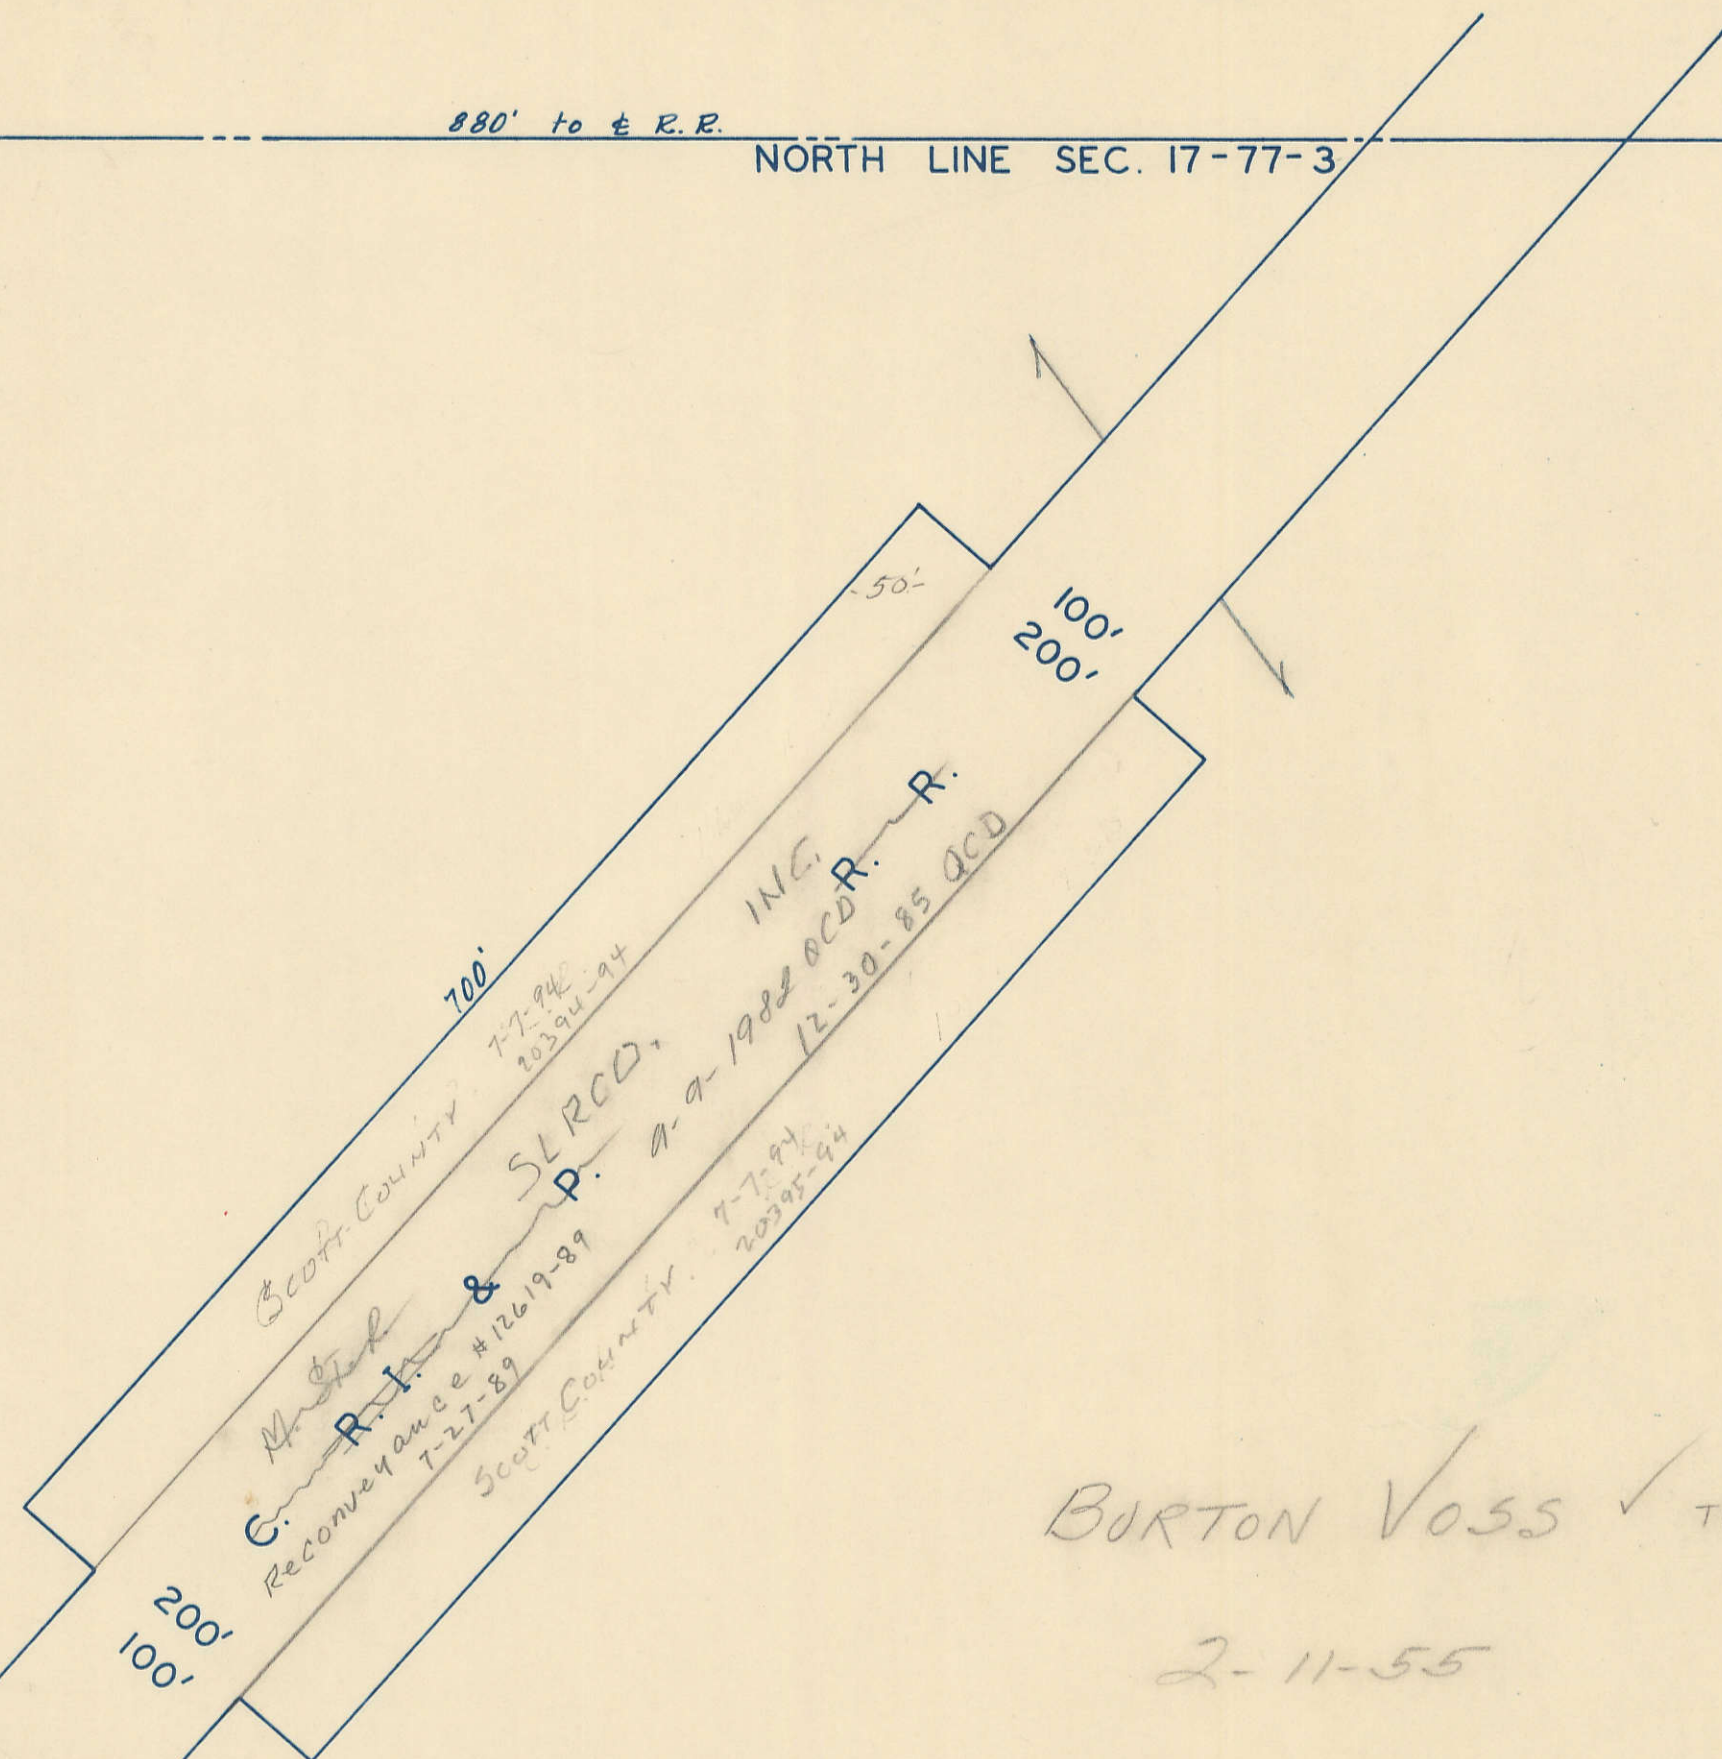 880' to ℄ R.R.
NORTH LINE SEC. 17-77-3
-50'-
100'
200'
700'
7-7-94
20394-94
SCOTT COUNTY
SLRCO. INC.
C. R. I. & P. R. R.
9-9-1982 QCD
12-30-85 QCD
Reconveyance #12619-89
7-27-89
7-7-94
20395-94
SCOTT COUNTY
200'
100'
BURTON VOSS ✓
2-11-55